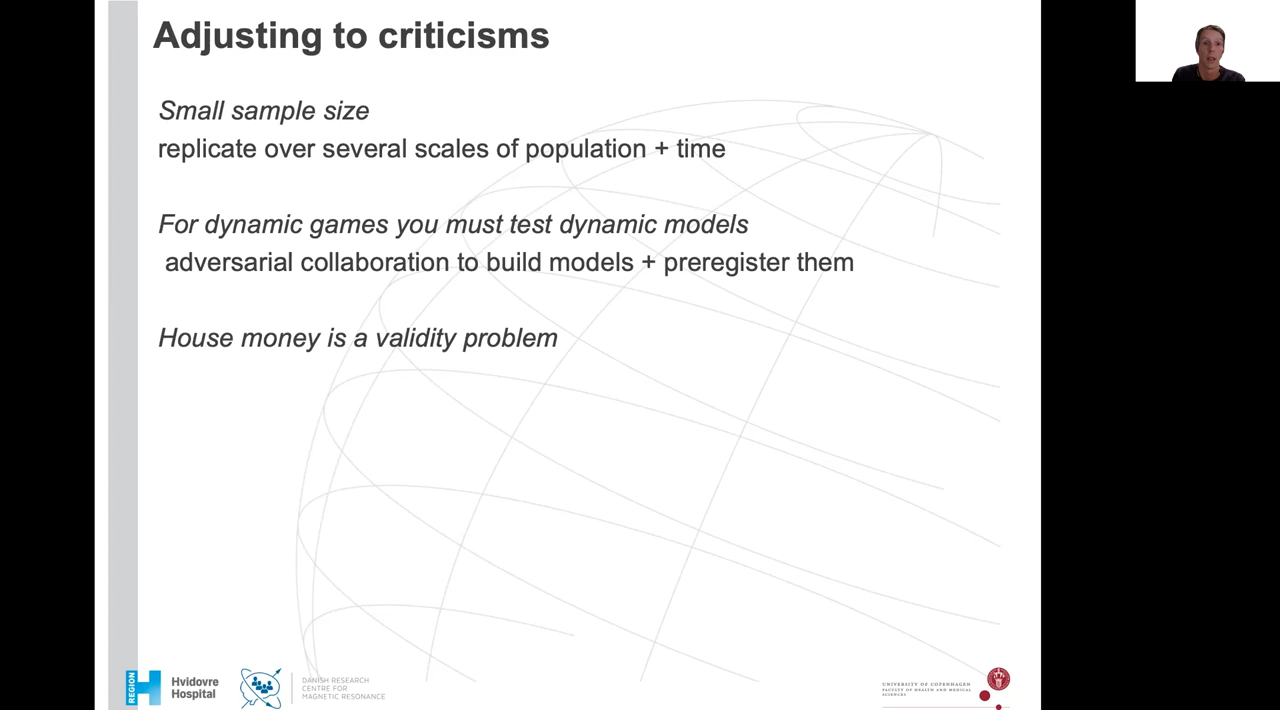 Adjusting to criticisms
Small sample size
replicate over several scales of population + time
For dynamic games you must test dynamic models
adversarial collaboration to build models + preregister them
House money is a validity problem
REGION
Hvidovre
Hospital
DANISH RESEARCH
CENTRE FOR
MAGNETIC RESONANCE
UNIVERSITY OF COPENHAGEN
FACULTY OF HEALTH AND MEDICAL
SCIENCES